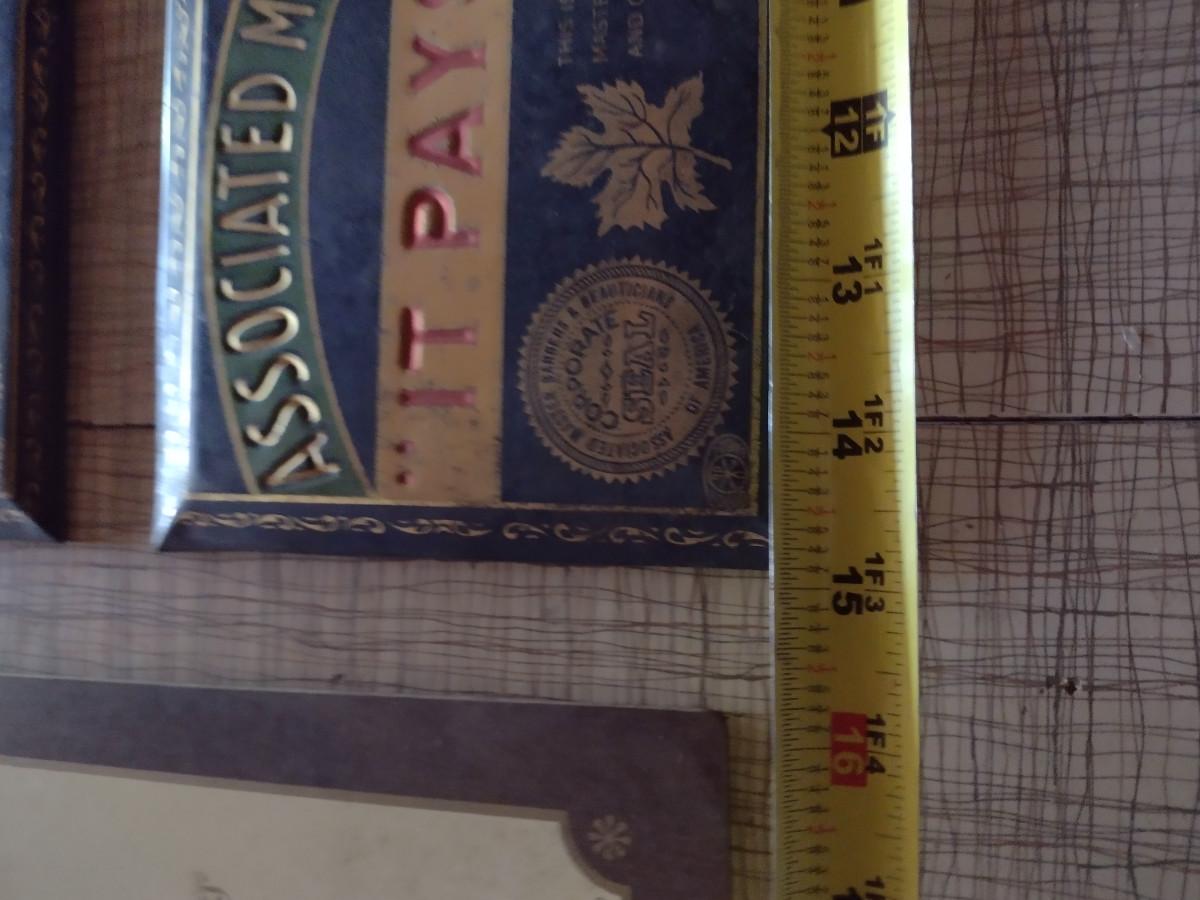 ASSOCIATED M
"IT PAYS
THIS
MAST
AND
ASSOCIATED MASTER BARBERS & BEAUTICIANS
OF AMERICA
CORPORATE
SEAL
1F
12
1F1
13
1F2
14
1F3
15
1F4
16